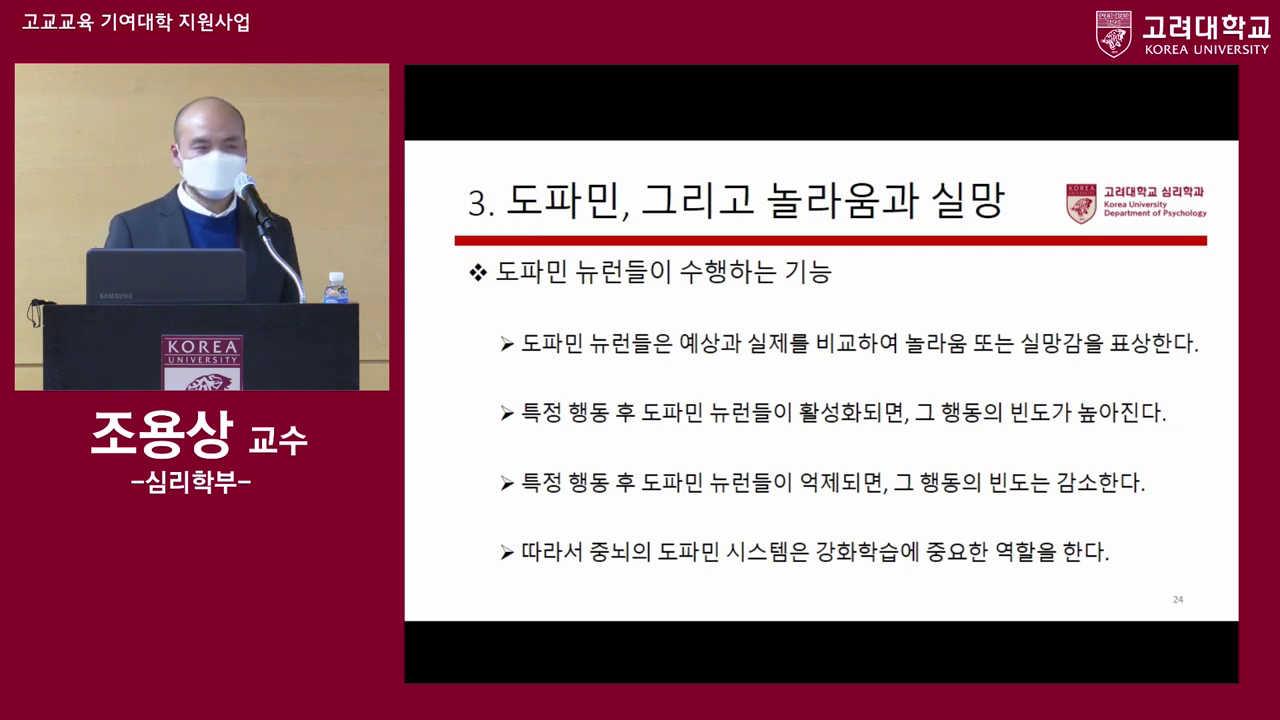 고교교육 기여대학 지원사업
고려대학교
KOREA UNIVERSITY
3. 도파민, 그리고 놀라움과 실망
KOREA
고려대학교 심리학과
Korea University
Department of Psychology
❖ 도파민 뉴런들이 수행하는 기능
➢ 도파민 뉴런들은 예상과 실제를 비교하여 놀라움 또는 실망감을 표상한다.
➢ 특정 행동 후 도파민 뉴런들이 활성화되면, 그 행동의 빈도가 높아진다.
➢ 특정 행동 후 도파민 뉴런들이 억제되면, 그 행동의 빈도는 감소한다.
➢ 따라서 중뇌의 도파민 시스템은 강화학습에 중요한 역할을 한다.
24
SAMSUNG
KOREA
UNIVERSITY
조용상 교수
-심리학부-